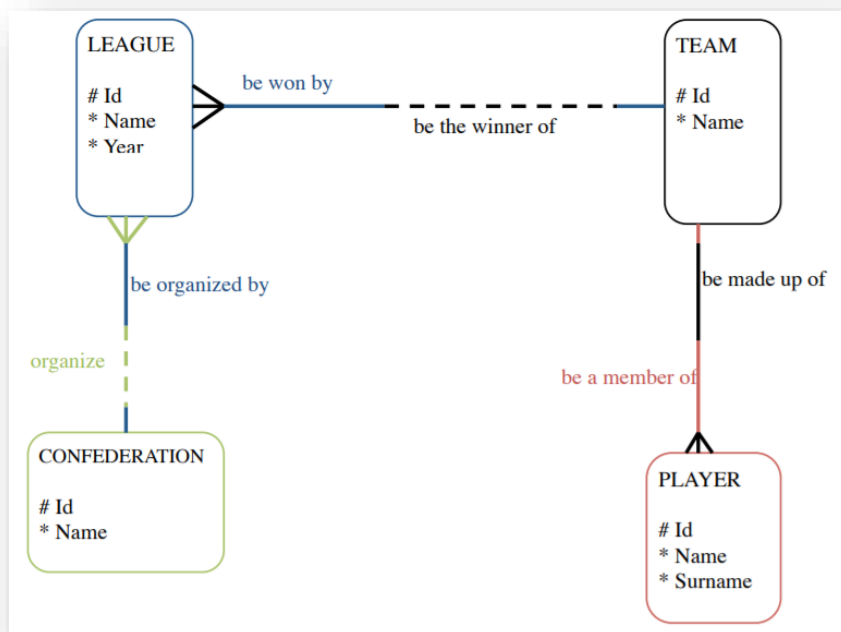 LEAGUE
# Id
* Name
* Year
be won by
be the winner of
TEAM
# Id
* Name
be organized by
organize
be made up of
be a member of
CONFEDERATION
# Id
* Name
PLAYER
# Id
* Name
* Surname